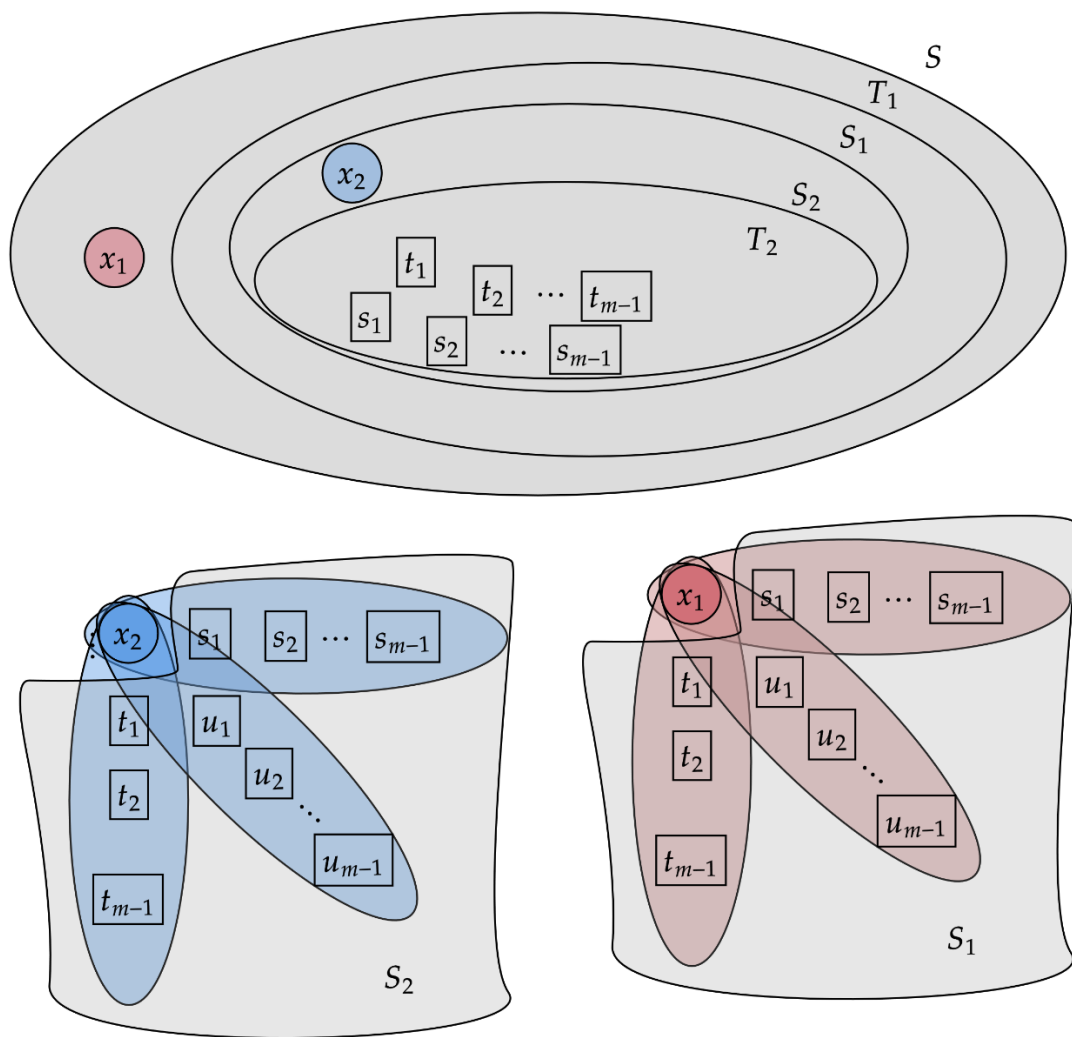 S
T₁
S₁
x₂
S₂
T₂
x₁
t₁
t₂ ... tₘ₋₁
s₁
s₂ ... sₘ₋₁
x₂ s₁ s₂ ... sₘ₋₁
t₁ u₁
t₂ u₂
...
uₘ₋₁
tₘ₋₁
S₂
x₁ s₁ s₂ ... sₘ₋₁
t₁ u₁
t₂ u₂
...
uₘ₋₁
tₘ₋₁
S₁